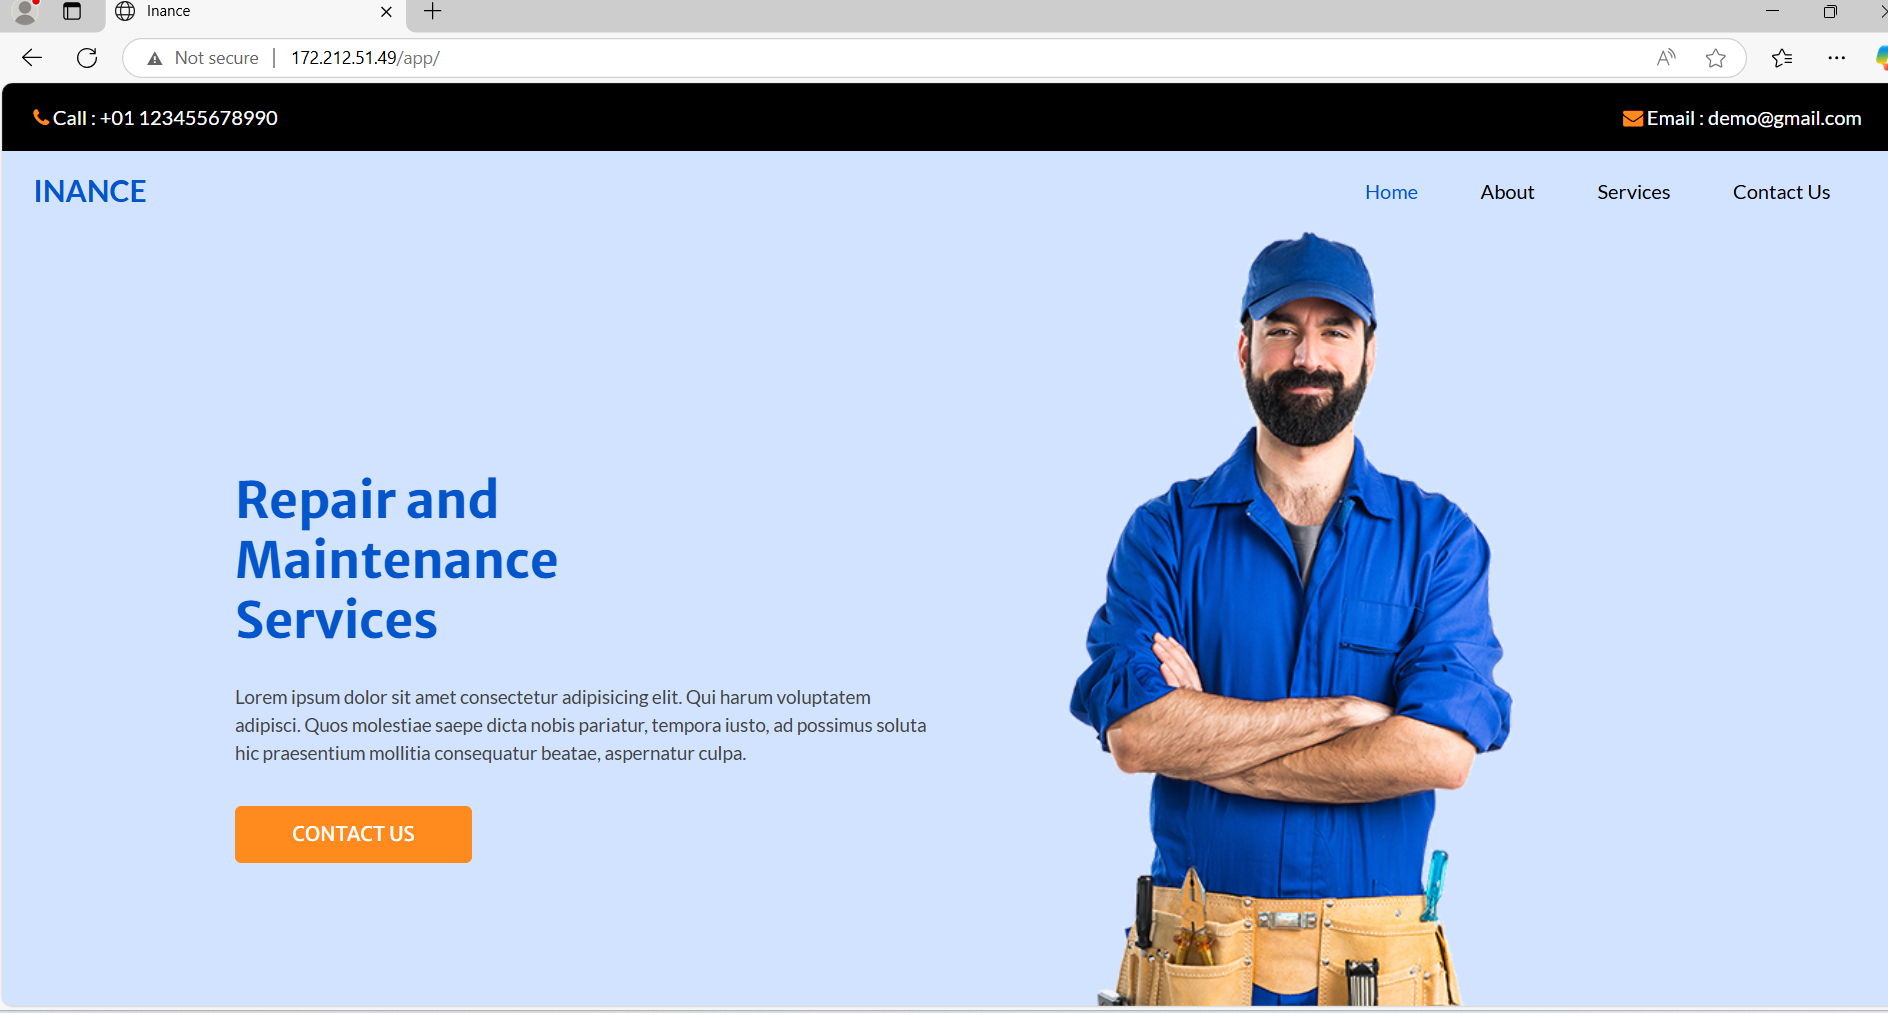 Inance
Not secure
172.212.51.49/app/
Call : +01 123455678990
Email : demo@gmail.com
INANCE
Home
About
Services
Contact Us
Repair and
Maintenance
Services
Lorem ipsum dolor sit amet consectetur adipisicing elit. Qui harum voluptatem
adipisci. Quos molestiae saepe dicta nobis pariatur, tempora iusto, ad possimus soluta
hic praesentium mollitia consequatur beatae, aspernatur culpa.
CONTACT US